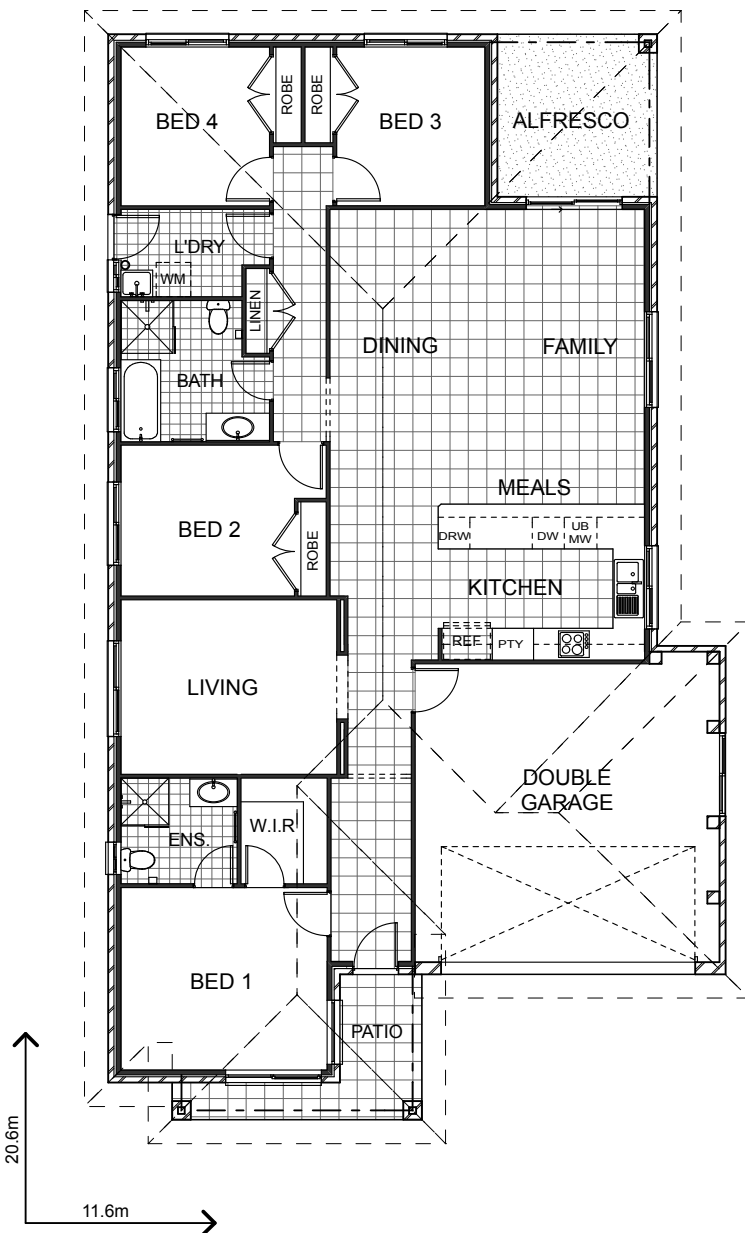 BED 4
ROBE
ROBE
BED 3
ALFRESCO
L'DRY
WM
LINEN
DINING
FAMILY
BATH
MEALS
BED 2
ROBE
DRW
DW
UB
MW
KITCHEN
REF
PTY
LIVING
DOUBLE
GARAGE
ENS.
W.I.R
BED 1
PATIO
20.6m
11.6m